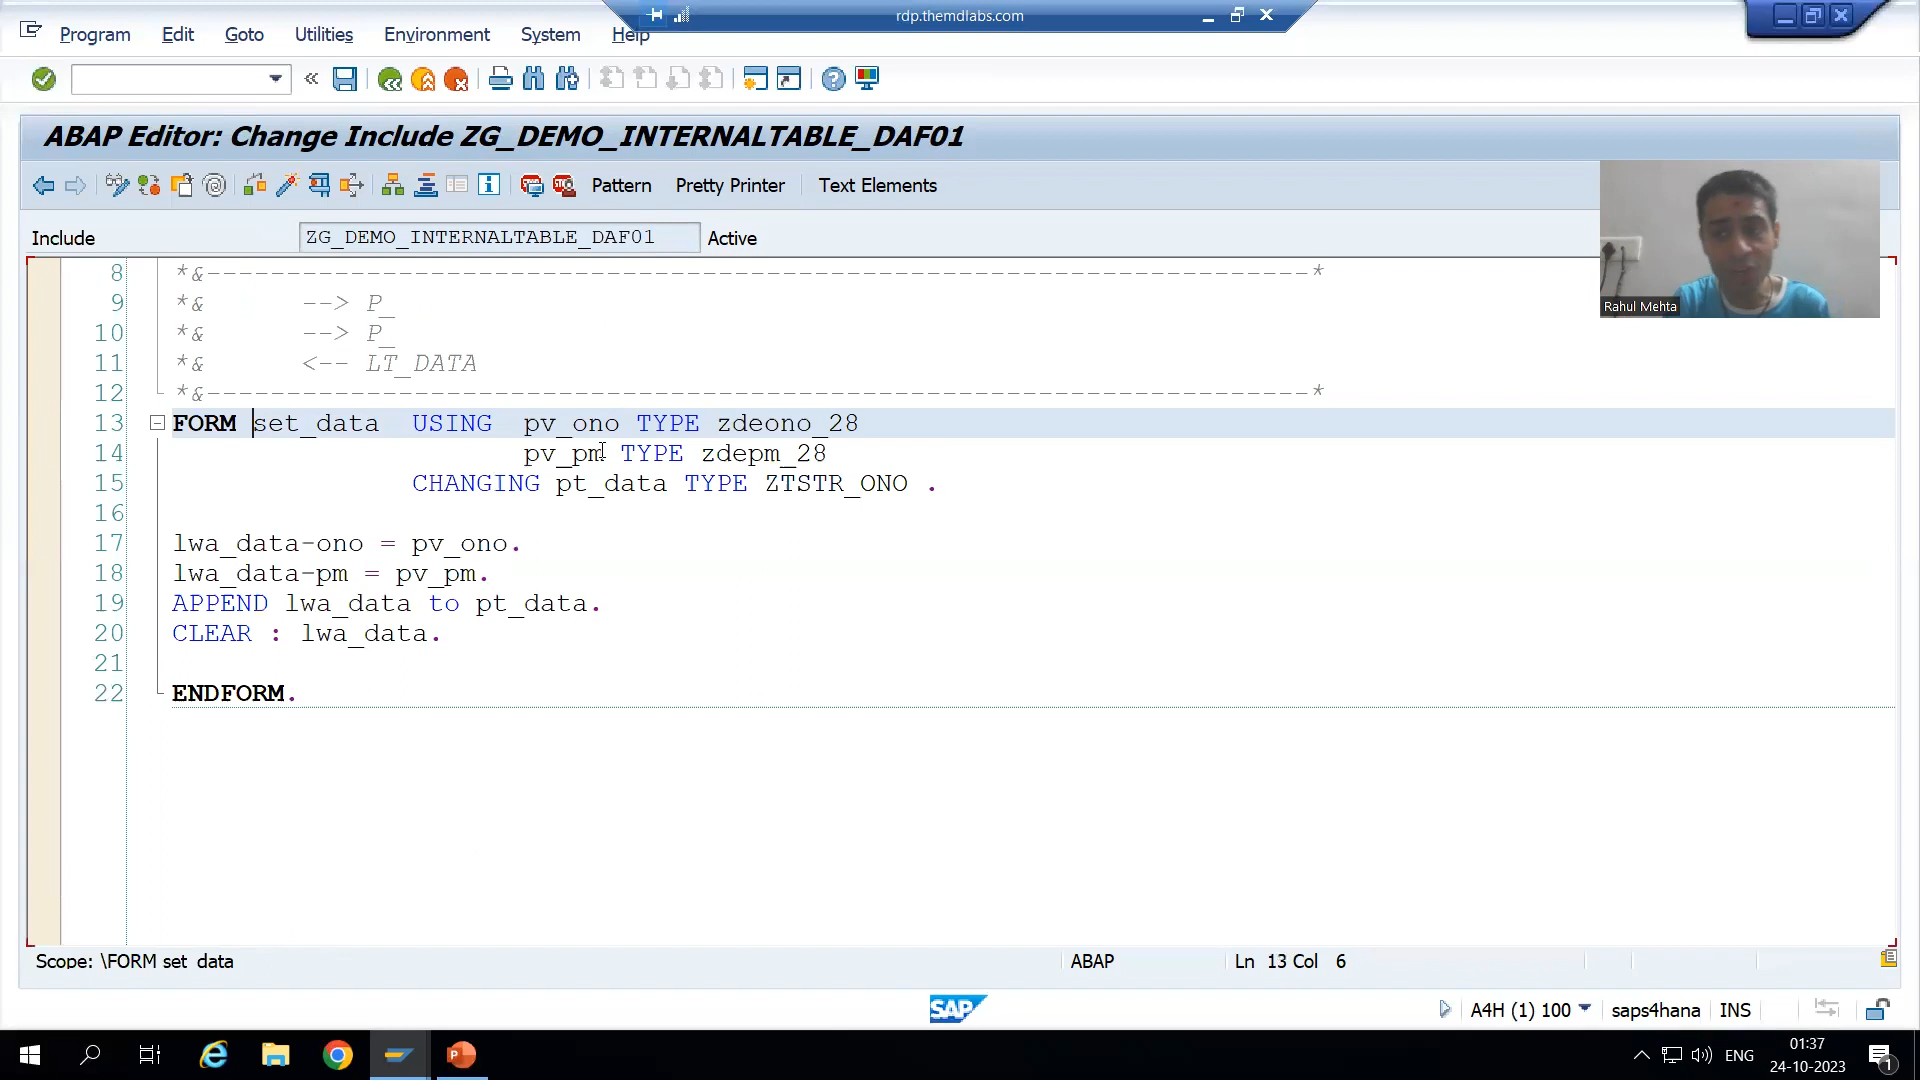 rdp.themdlabs.com
Program Edit Goto Utilities Environment System Help
ABAP Editor: Change Include ZG_DEMO_INTERNALTABLE_DAF01
Pattern Pretty Printer Text Elements
Include ZG_DEMO_INTERNALTABLE_DAF01 Active
Rahul Mehta
8 *&----------------------------------------------------------------------*
9 *& --> P_
10 *& --> P_
11 *& <-- LT_DATA
12 *&----------------------------------------------------------------------*
13 FORM set_data USING pv_ono TYPE zdeono_28
14 pv_pm TYPE zdepm_28
15 CHANGING pt_data TYPE ZTSTR_ONO .
16
17 lwa_data-ono = pv_ono.
18 lwa_data-pm = pv_pm.
19 APPEND lwa_data to pt_data.
20 CLEAR : lwa_data.
21
22 ENDFORM.
Scope: \FORM set_data ABAP Ln 13 Col 6
SAP
A4H (1) 100 saps4hana INS
ENG
01:37
24-10-2023
1